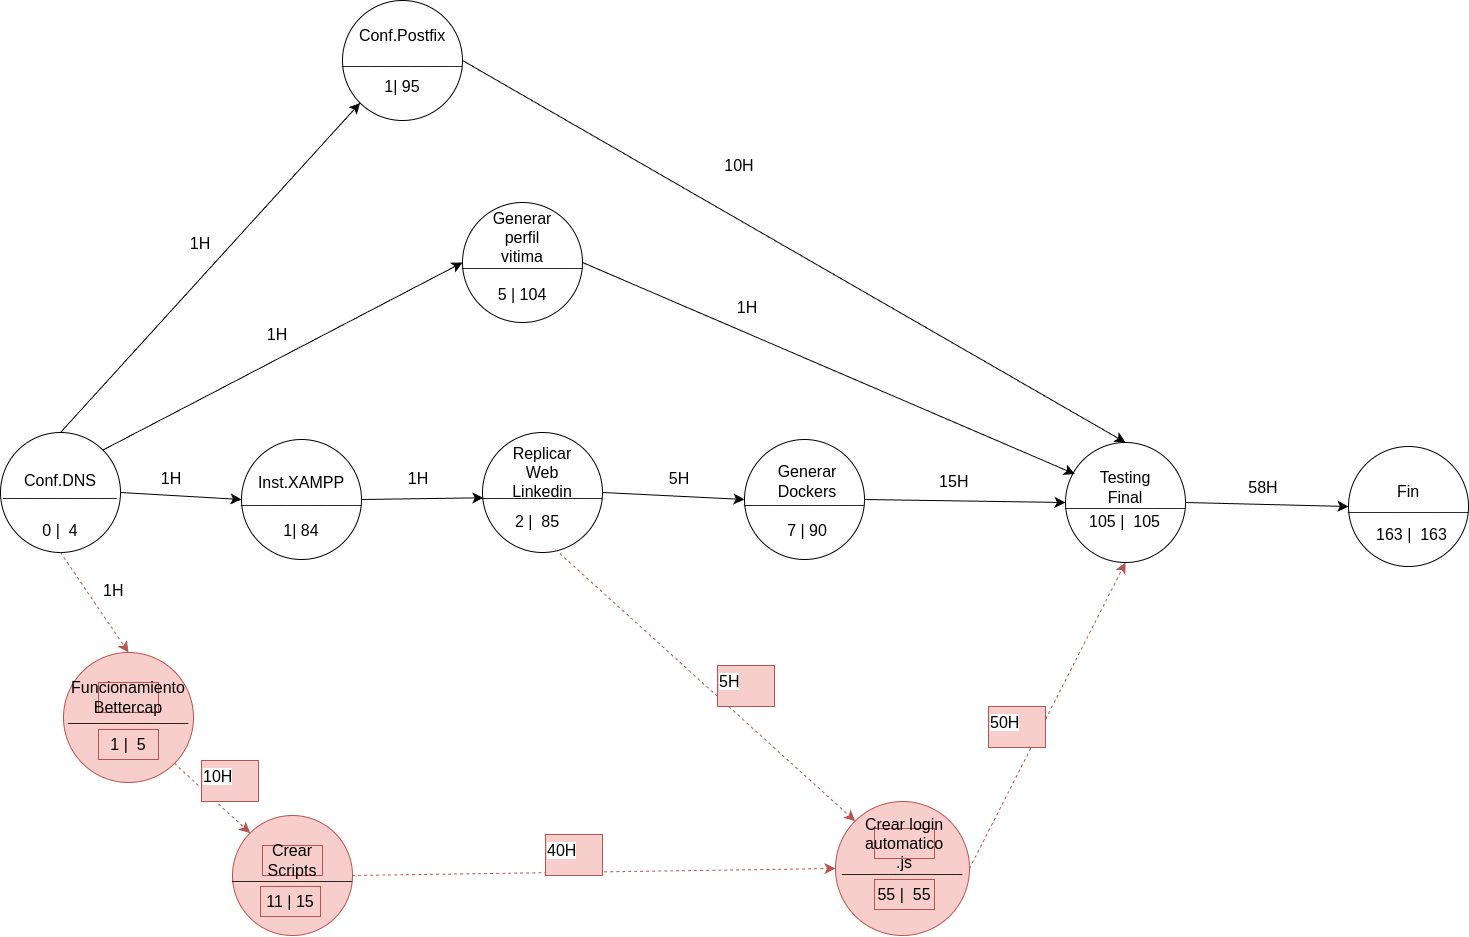 Conf.Postfix
1| 95
10H
1H
Generar
perfil
vitima
5 | 104
1H
1H
Conf.DNS
0 |  4
1H
Inst.XAMPP
1| 84
1H
Replicar
Web
Linkedin
2 |  85
5H
Generar
Dockers
7 | 90
15H
Testing
Final
105 |  105
58H
Fin
163 |  163
1H
Funcionamiento
Bettercap
1 |  5
10H
5H
50H
Crear
Scripts
11 | 15
40H
Crear login
automatico
.js
55 |  55